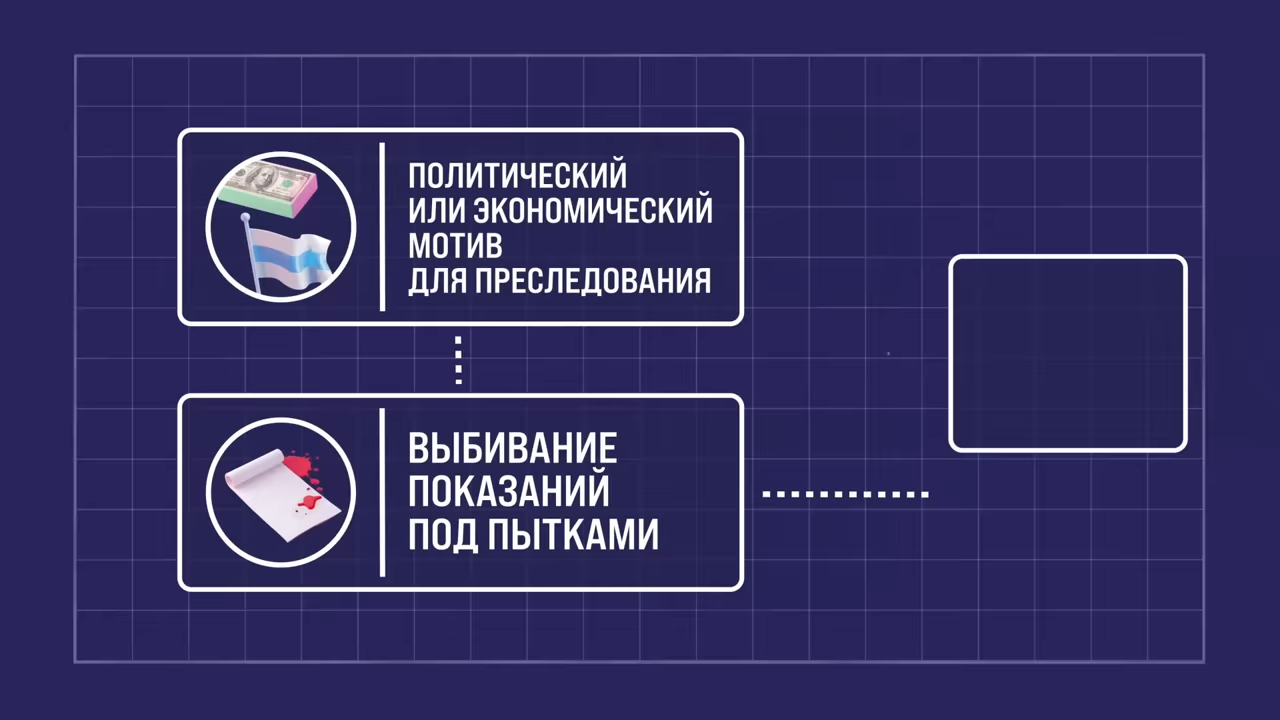 ПОЛИТИЧЕСКИЙ
ИЛИ ЭКОНОМИЧЕСКИЙ
МОТИВ
ДЛЯ ПРЕСЛЕДОВАНИЯ
ВЫБИВАНИЕ
ПОКАЗАНИЙ
ПОД ПЫТКАМИ